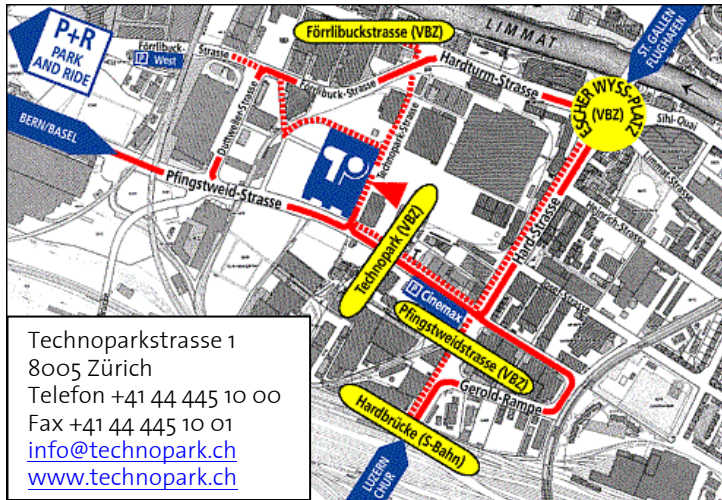 P+R
PARK
AND RIDE
Förrlibuck-
Strasse
P West
Förrlibuckstrasse (VBZ)
LIMMAT
ST. GALLEN
FLUGHAFEN
BERN/BASEL
Förrlibuck-Strasse
Hardturm-Strasse
ESCHER WYSS-PLATZ
(VBZ)
Sihl-Quai
Limmat-Strasse
Technopark-Strasse
Pfingstweid-Strasse
Hard-Strasse
Heinrich-Strasse
Technopark (VBZ)
P Cinemax
Pfingstweidstrasse (VBZ)
Gerold-Rampe
Hardbrücke (S-Bahn)
LUZERN
CHUR
Technoparkstrasse 1
8005 Zürich
Telefon +41 44 445 10 00
Fax +41 44 445 10 01
info@technopark.ch
www.technopark.ch